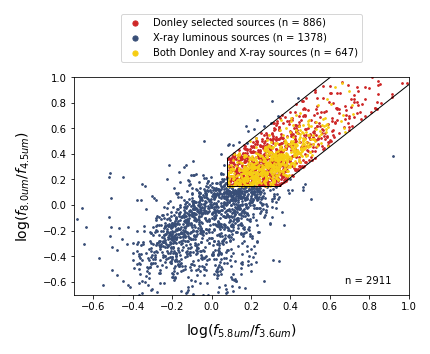 Donley selected sources (n = 886)
X-ray luminous sources (n = 1378)
Both Donley and X-ray sources (n = 647)
1.0
0.8
0.6
0.4
0.2
0.0
−0.2
−0.4
−0.6
log(f8.0um/f4.5um)
n = 2911
−0.6 −0.4 −0.2 0.0 0.2 0.4 0.6 0.8 1.0
log(f5.8um/f3.6um)